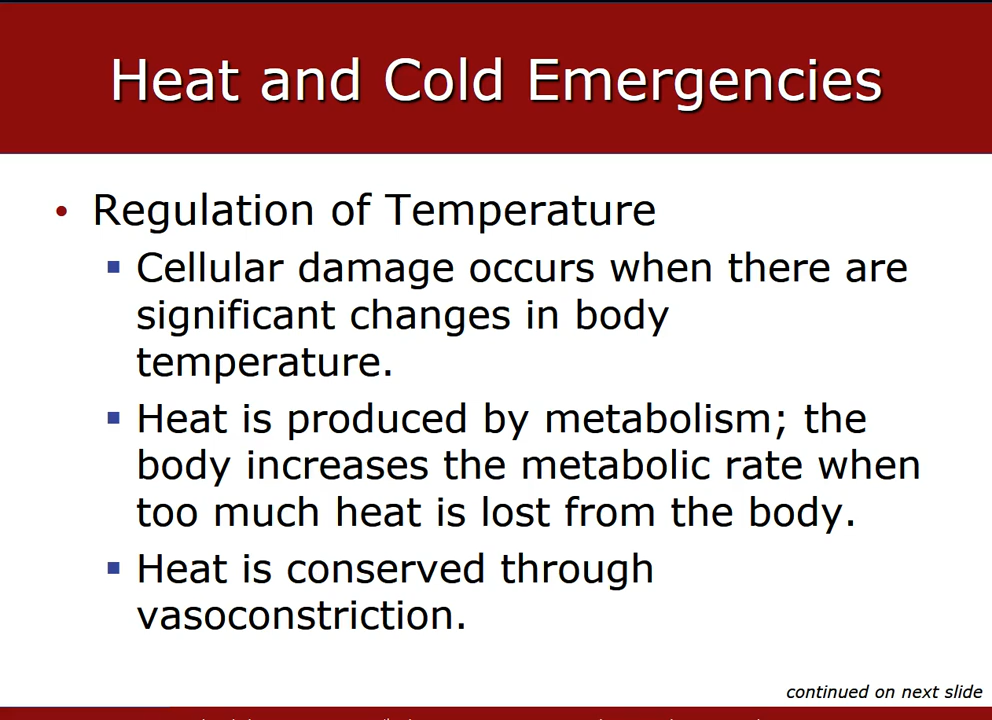 Heat and Cold Emergencies
• Regulation of Temperature
▪ Cellular damage occurs when there are
significant changes in body
temperature.
▪ Heat is produced by metabolism; the
body increases the metabolic rate when
too much heat is lost from the body.
▪ Heat is conserved through
vasoconstriction.
continued on next slide